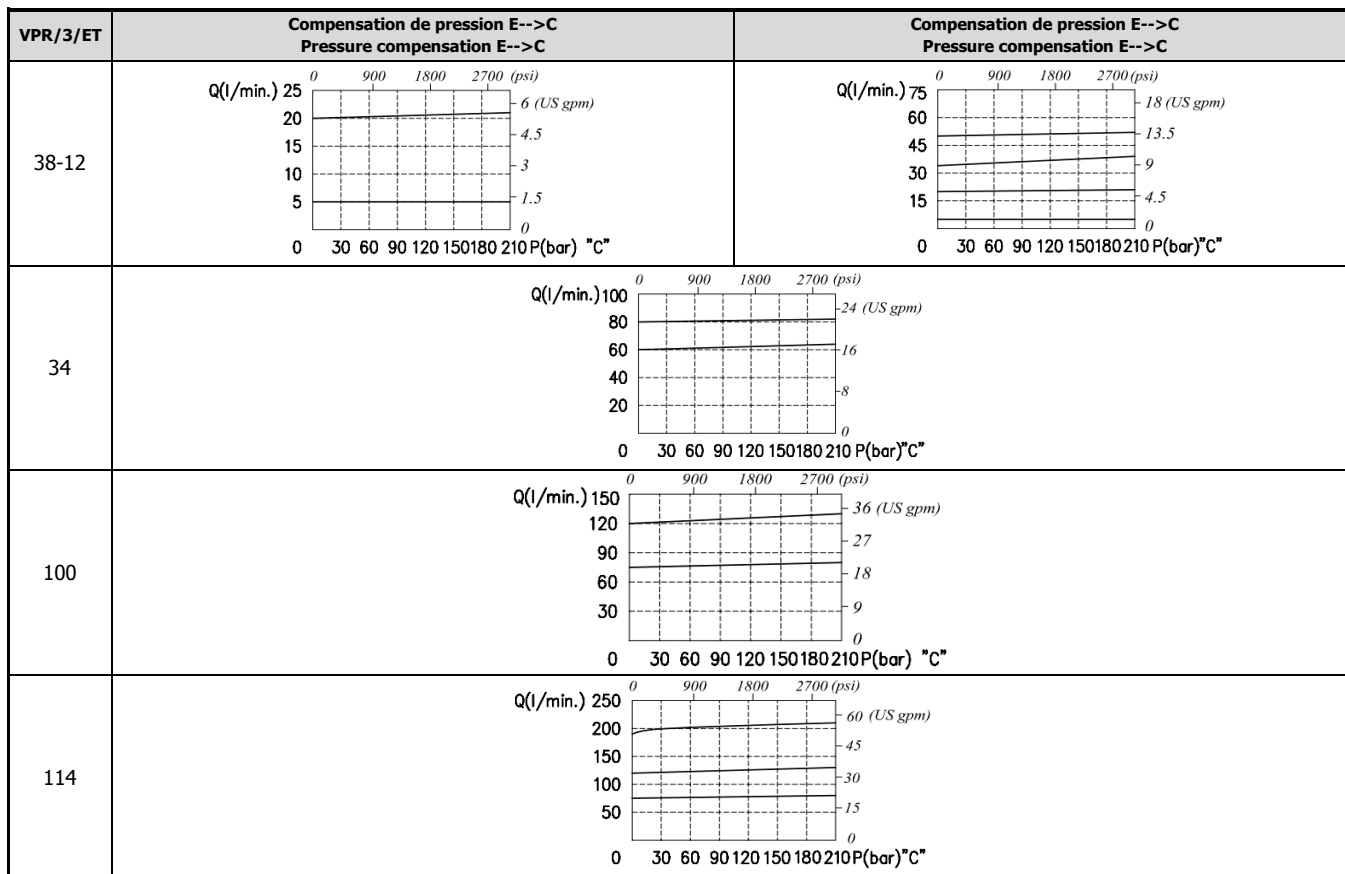 VPR/3/ET
Compensation de pression E-->C
Pressure compensation E-->C
Compensation de pression E-->C
Pressure compensation E-->C
38-12
0 900 1800 2700 (psi)
Q(l/min.) 25
6 (US gpm)
20
4.5
15
3
10
1.5
5
0
0 30 60 90 120 150 180 210 P(bar) "C"
0 900 1800 2700 (psi)
Q(l/min.) 75
18 (US gpm)
60
13.5
45
9
30
4.5
15
0
0 30 60 90 120 150 180 210 P(bar)"C"
34
0 900 1800 2700 (psi)
Q(l/min.) 100
24 (US gpm)
80
60
16
40
8
20
0
0 30 60 90 120 150 180 210 P(bar)"C"
100
0 900 1800 2700 (psi)
Q(l/min.) 150
36 (US gpm)
120
27
90
18
60
9
30
0
0 30 60 90 120 150 180 210 P(bar) "C"
114
0 900 1800 2700 (psi)
Q(l/min.) 250
60 (US gpm)
200
45
150
30
100
15
50
0
0 30 60 90 120 150 180 210 P(bar)"C"